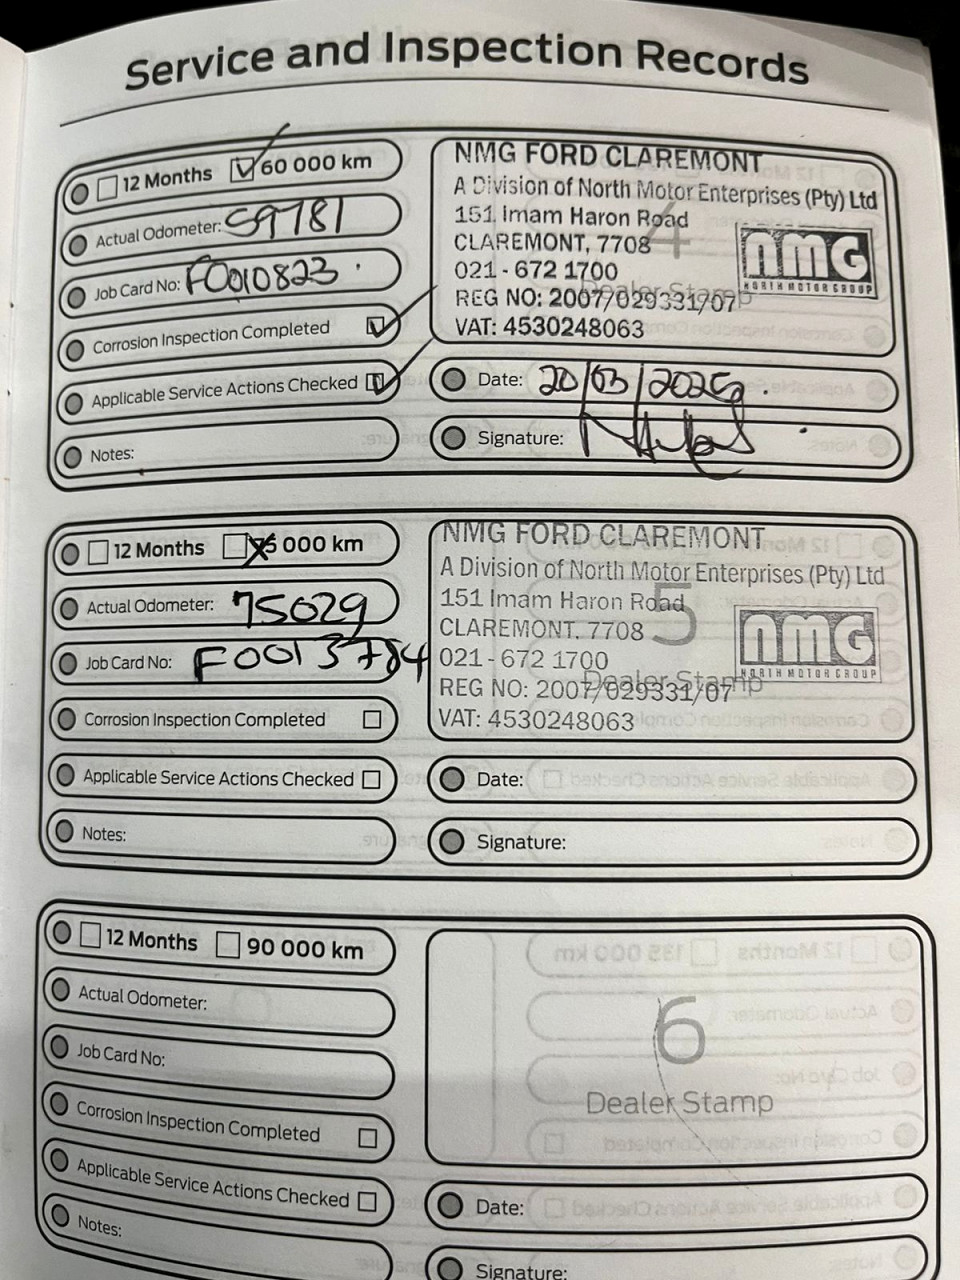 Service and Inspection Records
12 Months 60 000 km
Actual Odometer: 59781
Job Card No: F0010823
Corrosion Inspection Completed
Applicable Service Actions Checked
Notes:
NMG FORD CLAREMONT
A Division of North Motor Enterprises (Pty) Ltd
151 Imam Haron Road
CLAREMONT, 7708
021 - 672 1700
REG NO: 2007/029331/07
VAT: 4530248063
nmg
NORTH MOTOR GROUP
4
Dealer Stamp
Date: 20/03/2025
Signature:
12 Months 75 000 km
Actual Odometer: 75029
Job Card No: F0013784
Corrosion Inspection Completed
Applicable Service Actions Checked
Notes:
NMG FORD CLAREMONT
A Division of North Motor Enterprises (Pty) Ltd
151 Imam Haron Road
CLAREMONT, 7708
021 - 672 1700
REG NO: 2007/029331/07
VAT: 4530248063
nmg
NORTH MOTOR GROUP
5
Dealer Stamp
Date:
Signature:
12 Months 90 000 km
Actual Odometer:
Job Card No:
Corrosion Inspection Completed
Applicable Service Actions Checked
Notes:
6
Dealer Stamp
Date:
Signature: